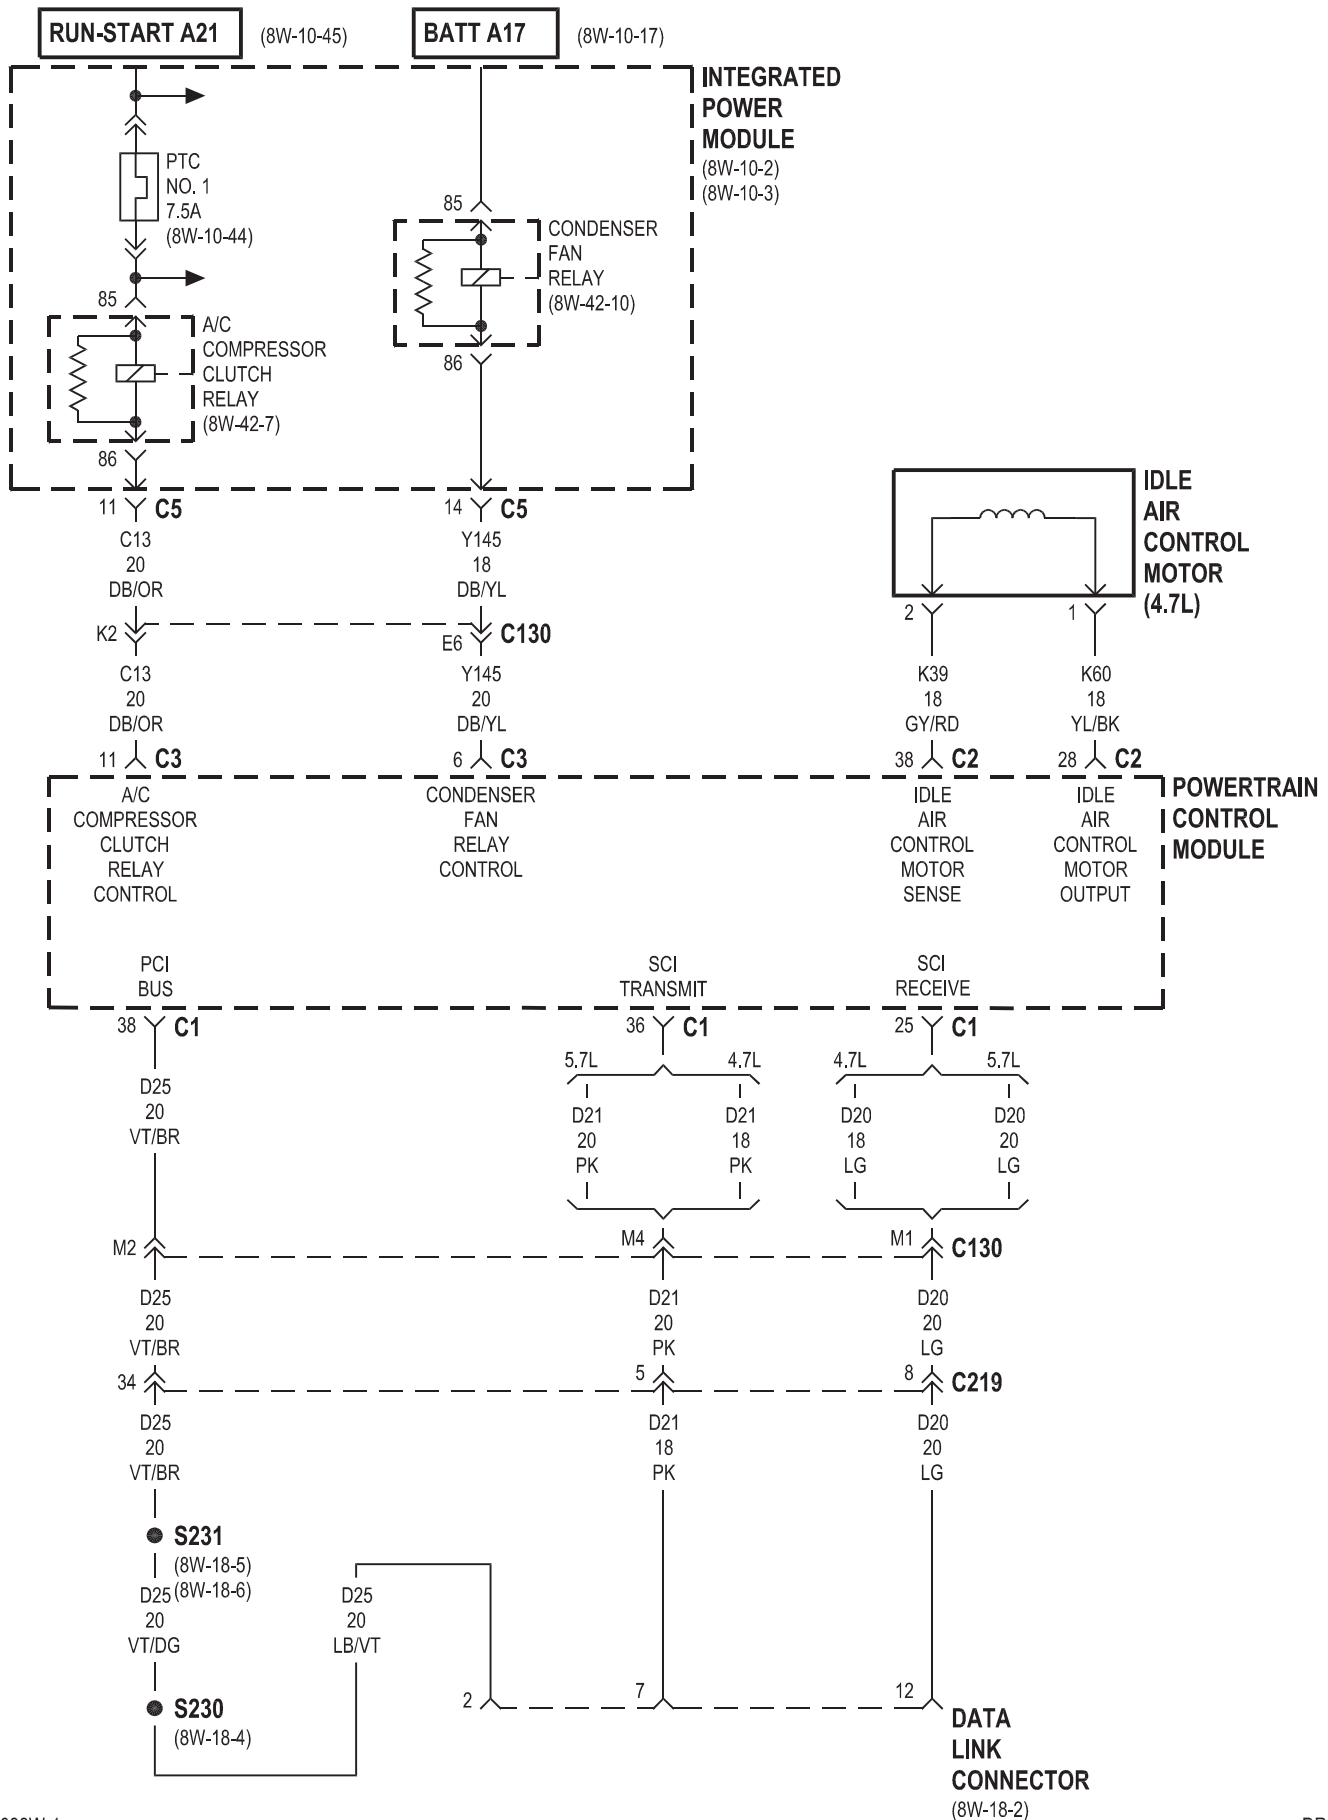 RUN-START A21
(8W-10-45)
BATT A17
(8W-10-17)
INTEGRATED
POWER
MODULE
(8W-10-2)
(8W-10-3)
PTC
NO. 1
7.5A
(8W-10-44)
85
CONDENSER
FAN
RELAY
(8W-42-10)
86
85
A/C
COMPRESSOR
CLUTCH
RELAY
(8W-42-7)
86
11 C5
14 C5
C13
20
DB/OR
Y145
18
DB/YL
K2
E6
C130
C13
20
DB/OR
Y145
20
DB/YL
11 C3
6 C3
IDLE
AIR
CONTROL
MOTOR
(4.7L)
2
1
K39
18
GY/RD
K60
18
YL/BK
38 C2
28 C2
POWERTRAIN
CONTROL
MODULE
A/C
COMPRESSOR
CLUTCH
RELAY
CONTROL
CONDENSER
FAN
RELAY
CONTROL
IDLE
AIR
CONTROL
MOTOR
SENSE
IDLE
AIR
CONTROL
MOTOR
OUTPUT
PCI
BUS
SCI
TRANSMIT
SCI
RECEIVE
38 C1
36 C1
25 C1
5.7L
4.7L
4.7L
5.7L
D25
20
VT/BR
D21
20
PK
D21
18
PK
D20
18
LG
D20
20
LG
M2
M4
M1
C130
D25
20
VT/BR
D21
20
PK
D20
20
LG
34
5
8
C219
D25
20
VT/BR
D21
18
PK
D20
20
LG
S231
(8W-18-5)
(8W-18-6)
D25
20
VT/DG
D25
20
LB/VT
S230
(8W-18-4)
2
7
12
DATA
LINK
CONNECTOR
(8W-18-2)